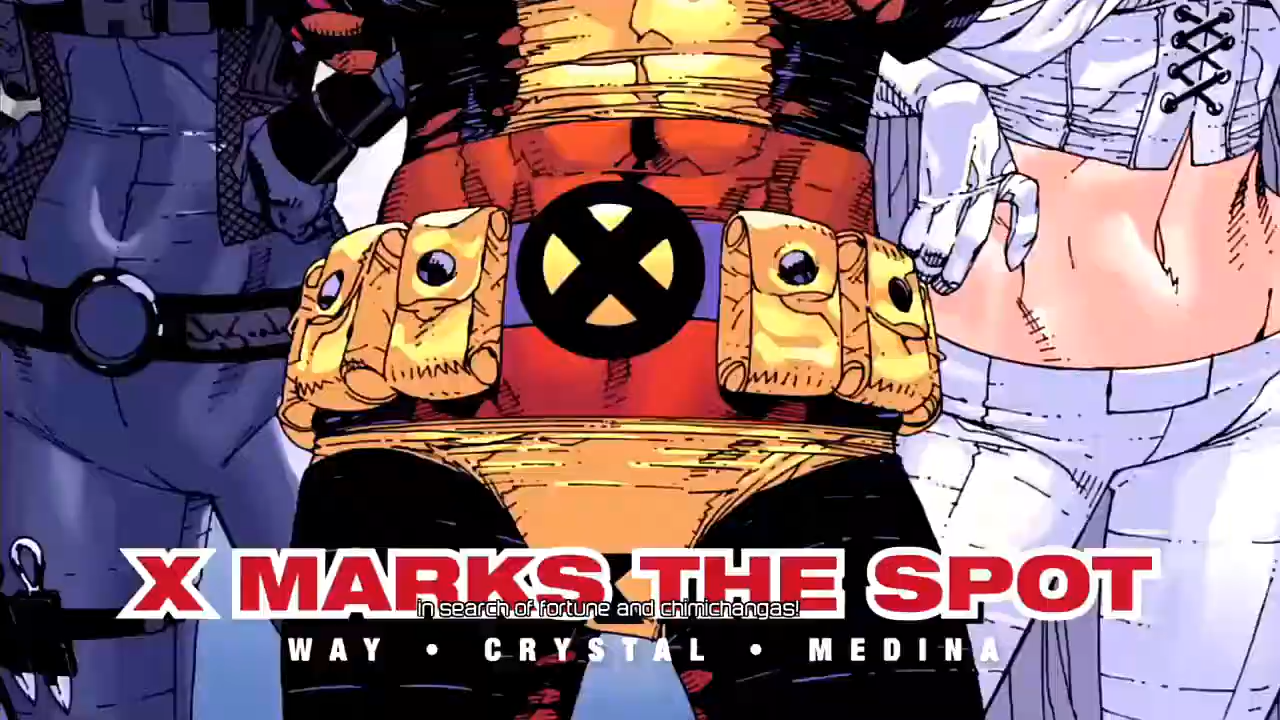 X MARKS THE SPOT
in search of fortune and chimichangas!
WAY • CRYSTAL • MEDINA